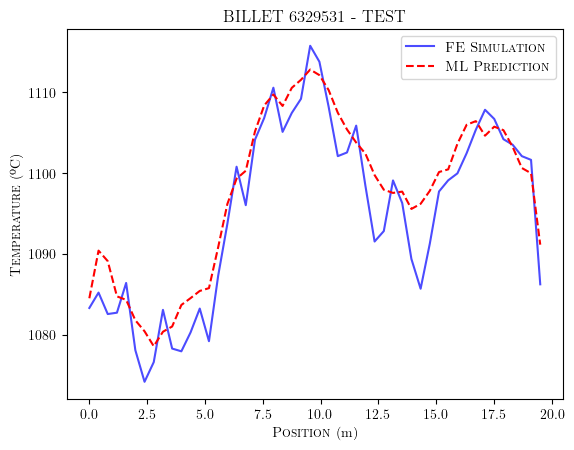 BILLET 6329531 - TEST
FE Simulation
ML Prediction
Temperature (ºC)
1110
1100
1090
1080
0.0 2.5 5.0 7.5 10.0 12.5 15.0 17.5 20.0
Position (m)